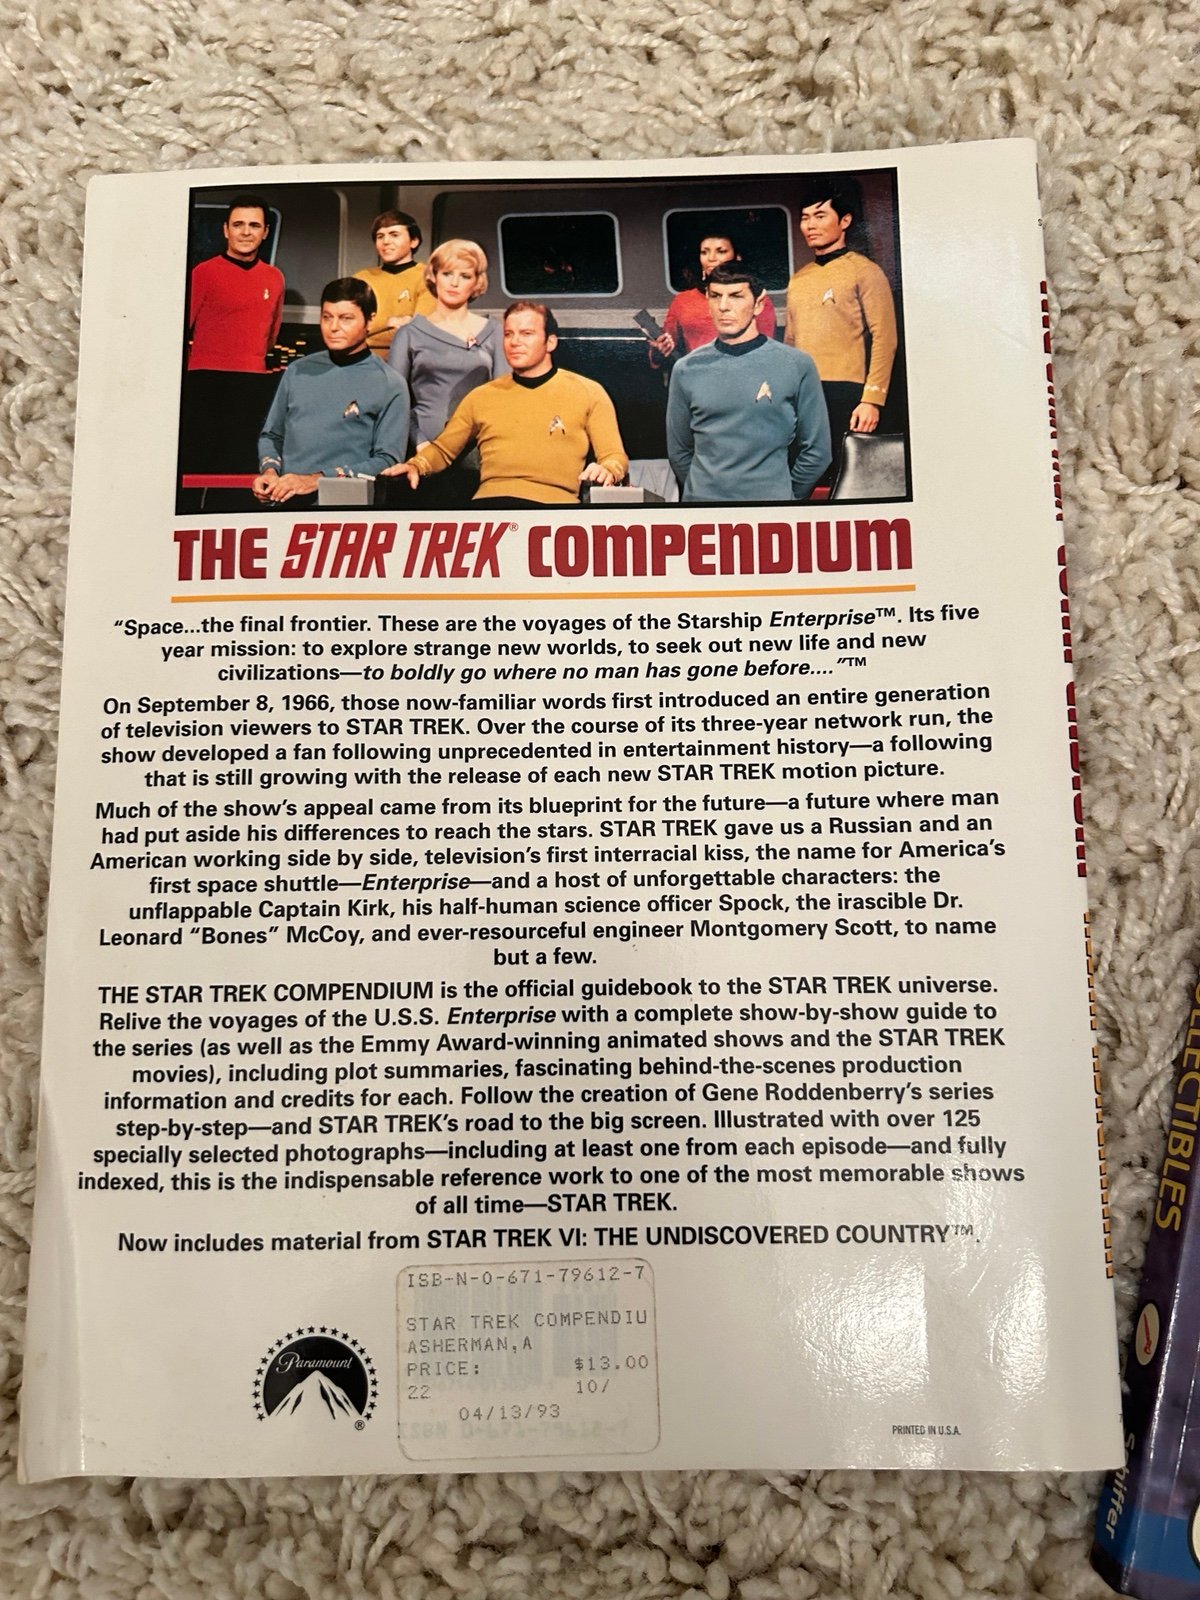 THE STAR TREK® COMPENDIUM
“Space...the final frontier. These are the voyages of the Starship Enterprise™. Its five
year mission: to explore strange new worlds, to seek out new life and new
civilizations—to boldly go where no man has gone before....”™
On September 8, 1966, those now-familiar words first introduced an entire generation
of television viewers to STAR TREK. Over the course of its three-year network run, the
show developed a fan following unprecedented in entertainment history—a following
that is still growing with the release of each new STAR TREK motion picture.
Much of the show’s appeal came from its blueprint for the future—a future where man
had put aside his differences to reach the stars. STAR TREK gave us a Russian and an
American working side by side, television’s first interracial kiss, the name for America’s
first space shuttle—Enterprise—and a host of unforgettable characters: the
unflappable Captain Kirk, his half-human science officer Spock, the irascible Dr.
Leonard “Bones” McCoy, and ever-resourceful engineer Montgomery Scott, to name
but a few.
THE STAR TREK COMPENDIUM is the official guidebook to the STAR TREK universe.
Relive the voyages of the U.S.S. Enterprise with a complete show-by-show guide to
the series (as well as the Emmy Award-winning animated shows and the STAR TREK
movies), including plot summaries, fascinating behind-the-scenes production
information and credits for each. Follow the creation of Gene Roddenberry’s series
step-by-step—and STAR TREK’s road to the big screen. Illustrated with over 125
specially selected photographs—including at least one from each episode—and fully
indexed, this is the indispensable reference work to one of the most memorable shows
of all time—STAR TREK.
Now includes material from STAR TREK VI: THE UNDISCOVERED COUNTRY™.
Paramount
®
ISB-N-0-671-79612-7
STAR TREK COMPENDIU
ASHERMAN,A
PRICE: $13.00
22 10/
04/13/93
ISBN 0-671-79612-7
PRINTED IN U.S.A.
Schiffer